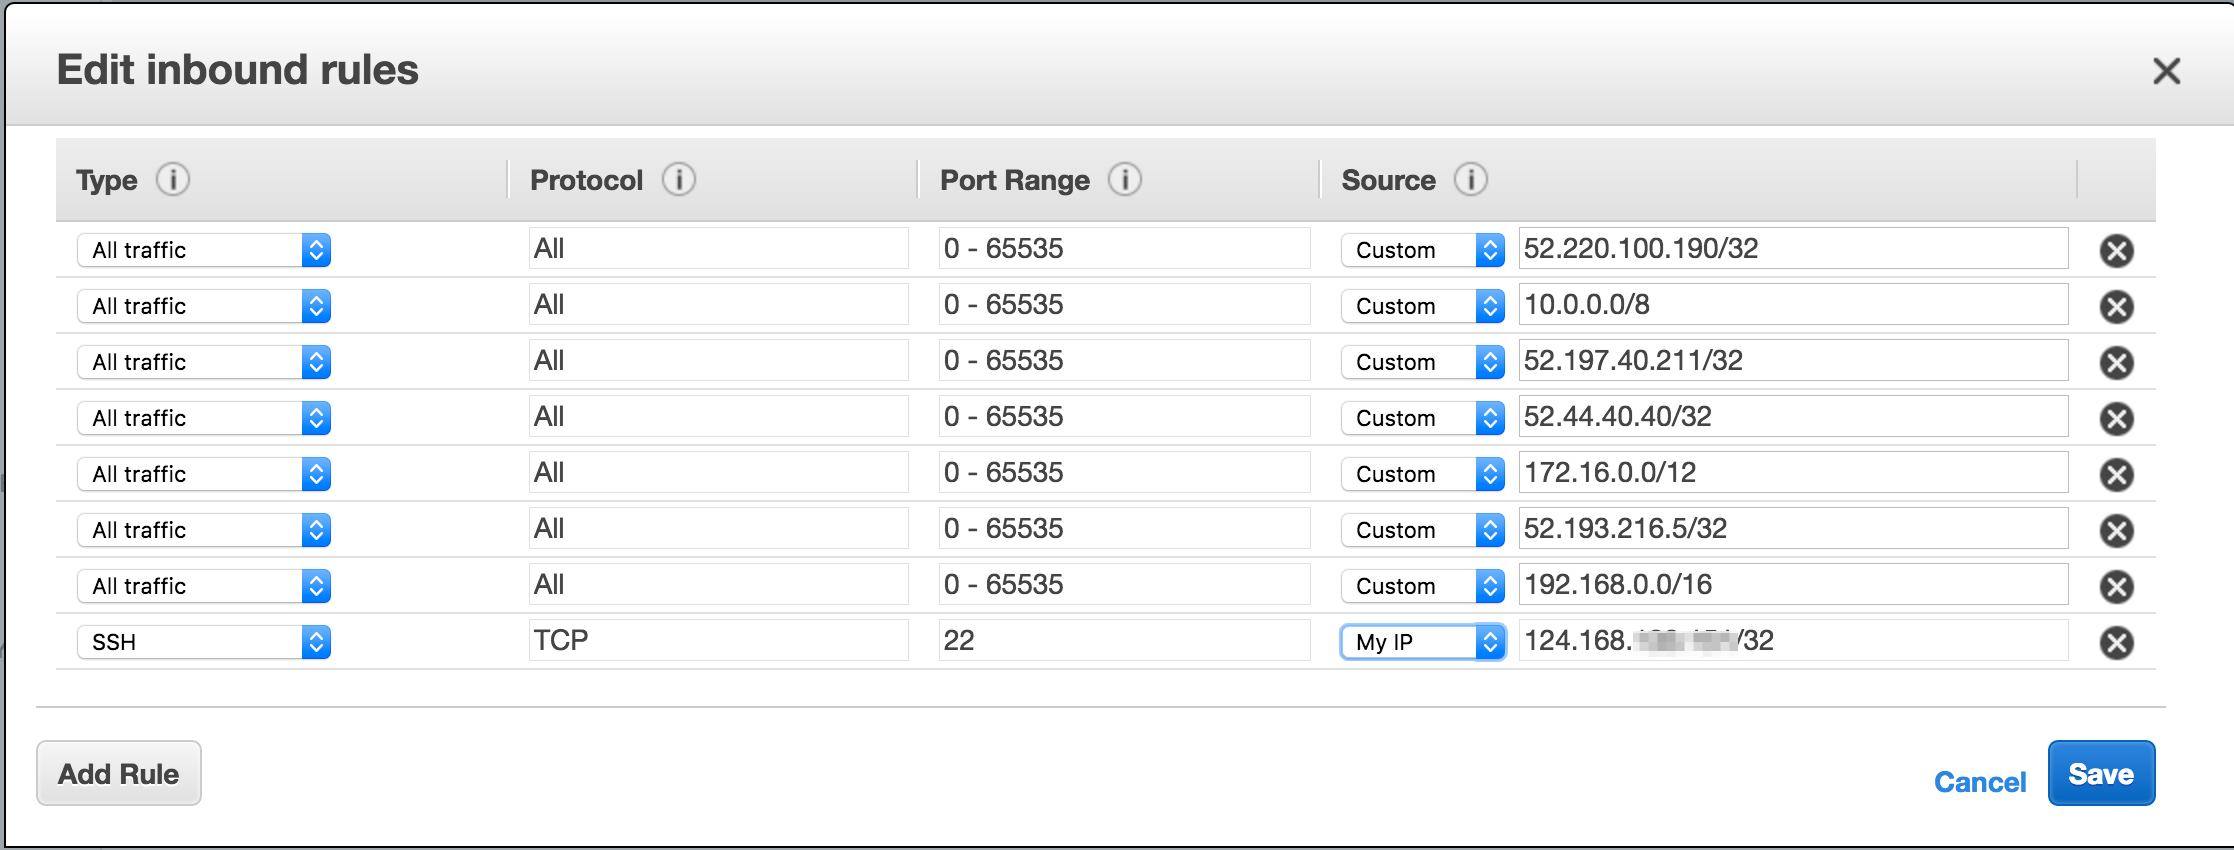 Edit inbound rules
Type Protocol Port Range Source
All traffic All 0 - 65535 Custom 52.220.100.190/32
All traffic All 0 - 65535 Custom 10.0.0.0/8
All traffic All 0 - 65535 Custom 52.197.40.211/32
All traffic All 0 - 65535 Custom 52.44.40.40/32
All traffic All 0 - 65535 Custom 172.16.0.0/12
All traffic All 0 - 65535 Custom 52.193.216.5/32
All traffic All 0 - 65535 Custom 192.168.0.0/16
SSH TCP 22 My IP 124.168. /32
Add Rule Cancel Save